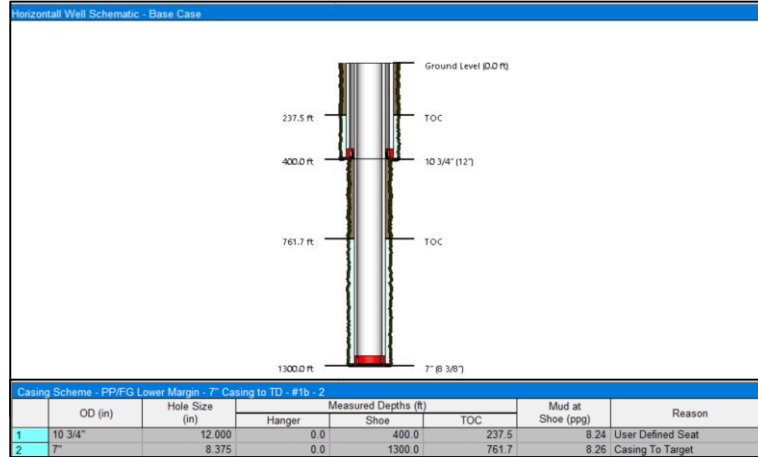 Horizontall Well Schematic - Base Case
Ground Level (0.0 ft)
237.5 ft TOC
400.0 ft 10 3/4" (12")
761.7 ft TOC
1300.0 ft 7" (8 3/8")
Casing Scheme - PP/FG Lower Margin - 7" Casing to TD - #1b - 2
OD (in) Hole Size (in) Measured Depths (ft) Mud at Shoe (ppg) Reason
Hanger Shoe TOC
1 10 3/4" 12.000 0.0 400.0 237.5 8.24 User Defined Seat
2 7" 8.375 0.0 1300.0 761.7 8.26 Casing To Target